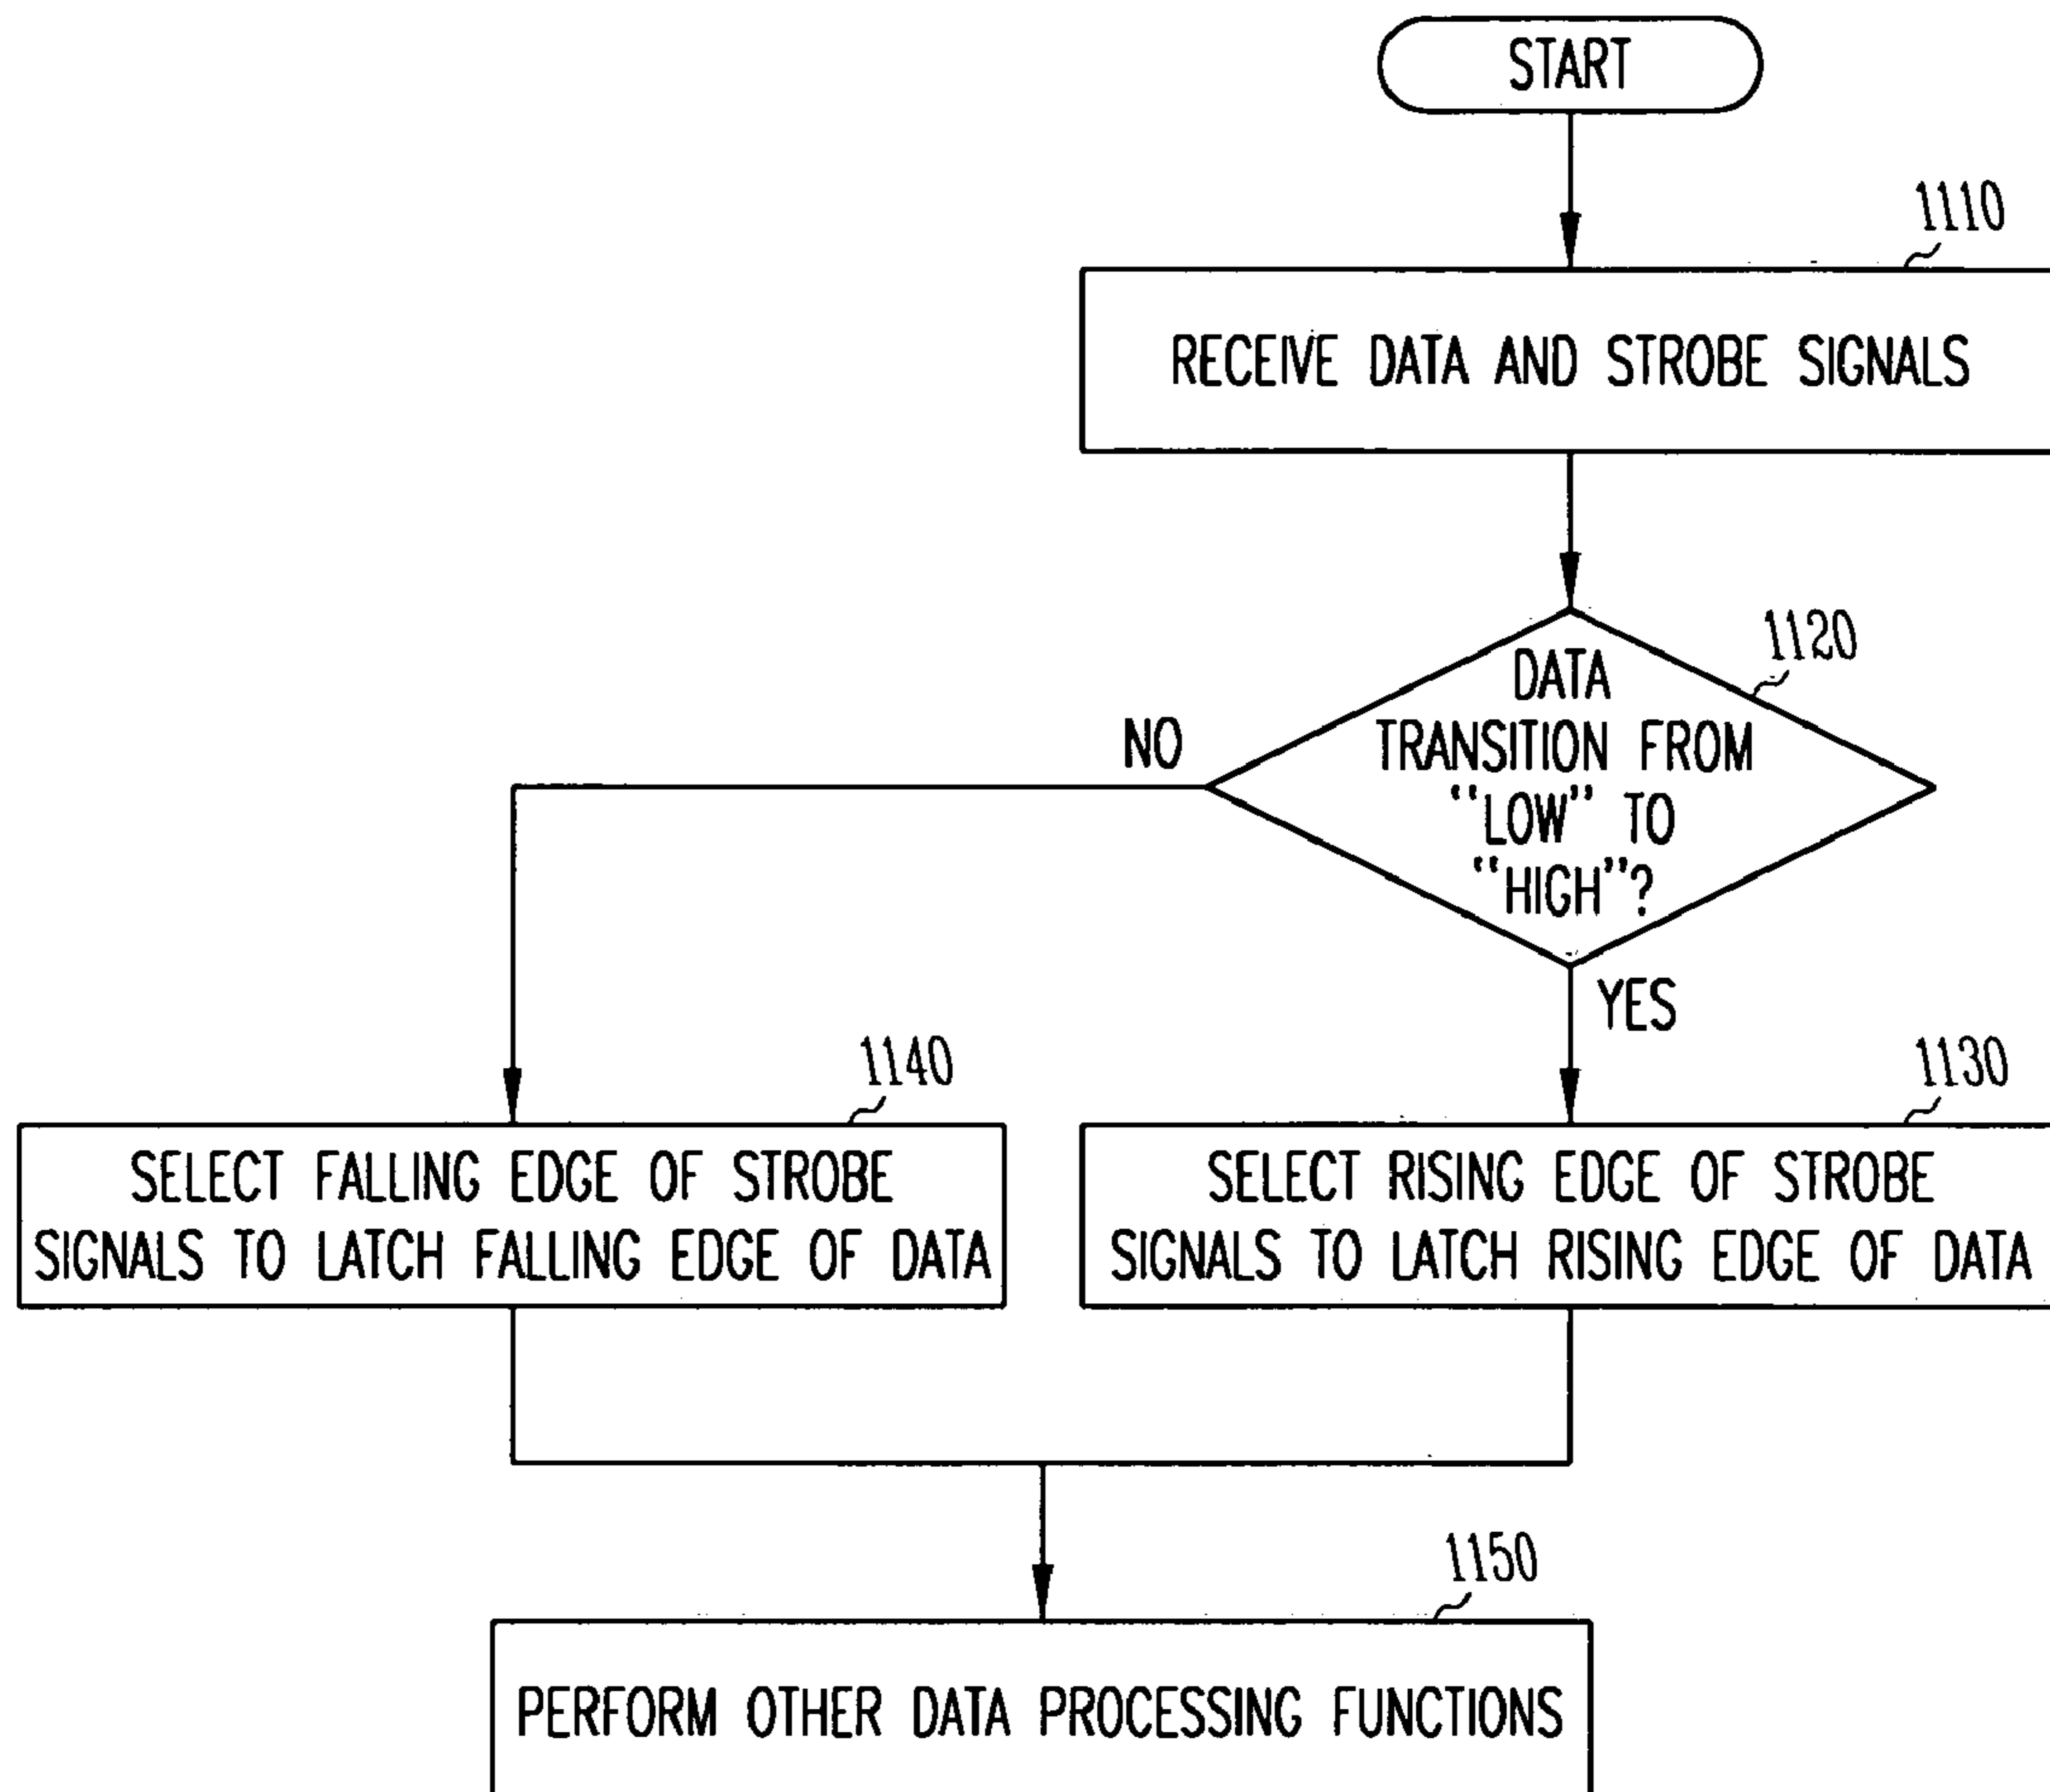 START
1110
RECEIVE DATA AND STROBE SIGNALS
1120
DATA
TRANSITION FROM
"LOW" TO
"HIGH"?
NO
YES
1140
SELECT FALLING EDGE OF STROBE
SIGNALS TO LATCH FALLING EDGE OF DATA
1130
SELECT RISING EDGE OF STROBE
SIGNALS TO LATCH RISING EDGE OF DATA
1150
PERFORM OTHER DATA PROCESSING FUNCTIONS